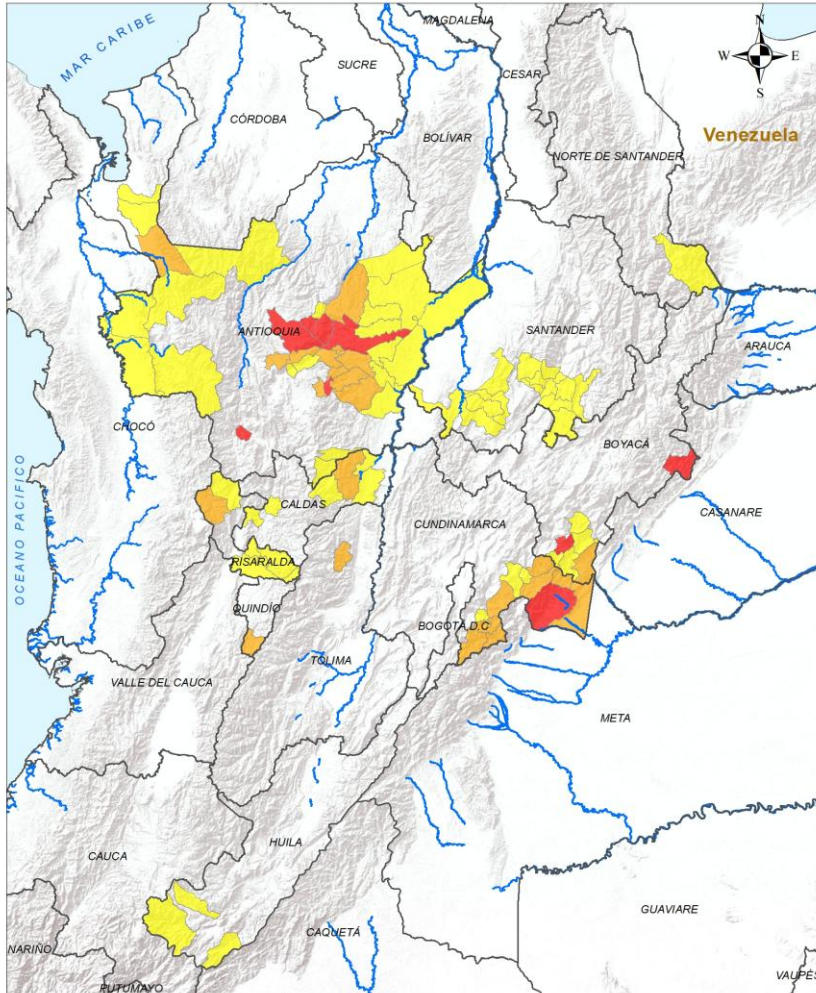 MAGDALENA
MAR CARIBE
N
W E
S
SUCRE
CESAR
CÓRDOBA
BOLÍVAR
Venezuela
NORTE DE SANTANDER
ANTIOQUIA
SANTANDER
ARAUCA
CHOCÓ
BOYACÁ
OCEANO PACIFICO
CALDAS
CUNDINAMARCA
CASANARE
RISARALDA
QUINDÍO
BOGOTÁ, D.C
TOLIMA
VALLE DEL CAUCA
META
HUILA
CAUCA
GUAVIARE
CAQUETÁ
NARIÑO
PUTUMAYO
VAUPÉS